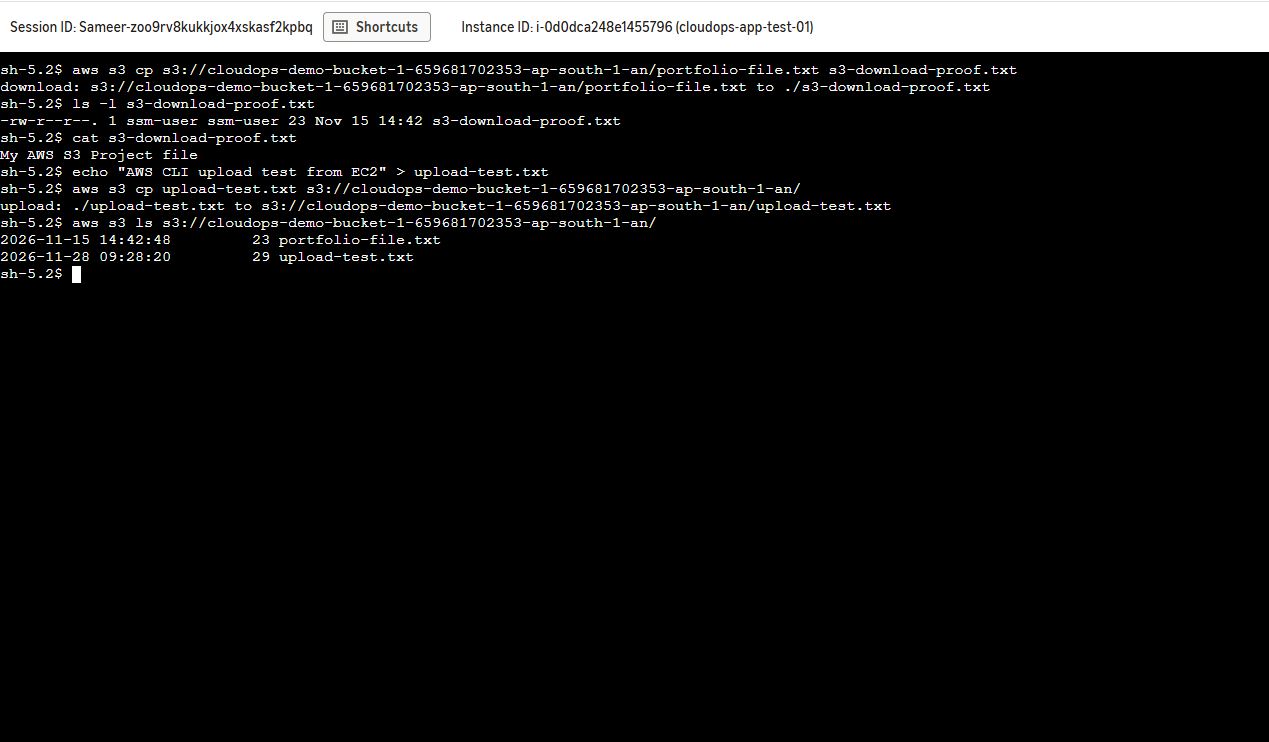 Session ID: Sameer-zoo9rv8kukkjox4xskasf2kpbq Shortcuts Instance ID: i-0d0dca248e1455796 (cloudops-app-test-01)
sh-5.2$ aws s3 cp s3://cloudops-demo-bucket-1-659681702353-ap-south-1-an/portfolio-file.txt s3-download-proof.txt
download: s3://cloudops-demo-bucket-1-659681702353-ap-south-1-an/portfolio-file.txt to ./s3-download-proof.txt
sh-5.2$ ls -l s3-download-proof.txt
-rw-r--r--. 1 ssm-user ssm-user 23 Nov 15 14:42 s3-download-proof.txt
sh-5.2$ cat s3-download-proof.txt
My AWS S3 Project file
sh-5.2$ echo "AWS CLI upload test from EC2" > upload-test.txt
sh-5.2$ aws s3 cp upload-test.txt s3://cloudops-demo-bucket-1-659681702353-ap-south-1-an/
upload: ./upload-test.txt to s3://cloudops-demo-bucket-1-659681702353-ap-south-1-an/upload-test.txt
sh-5.2$ aws s3 ls s3://cloudops-demo-bucket-1-659681702353-ap-south-1-an/
2026-11-15 14:42:48         23 portfolio-file.txt
2026-11-28 09:28:20         29 upload-test.txt
sh-5.2$